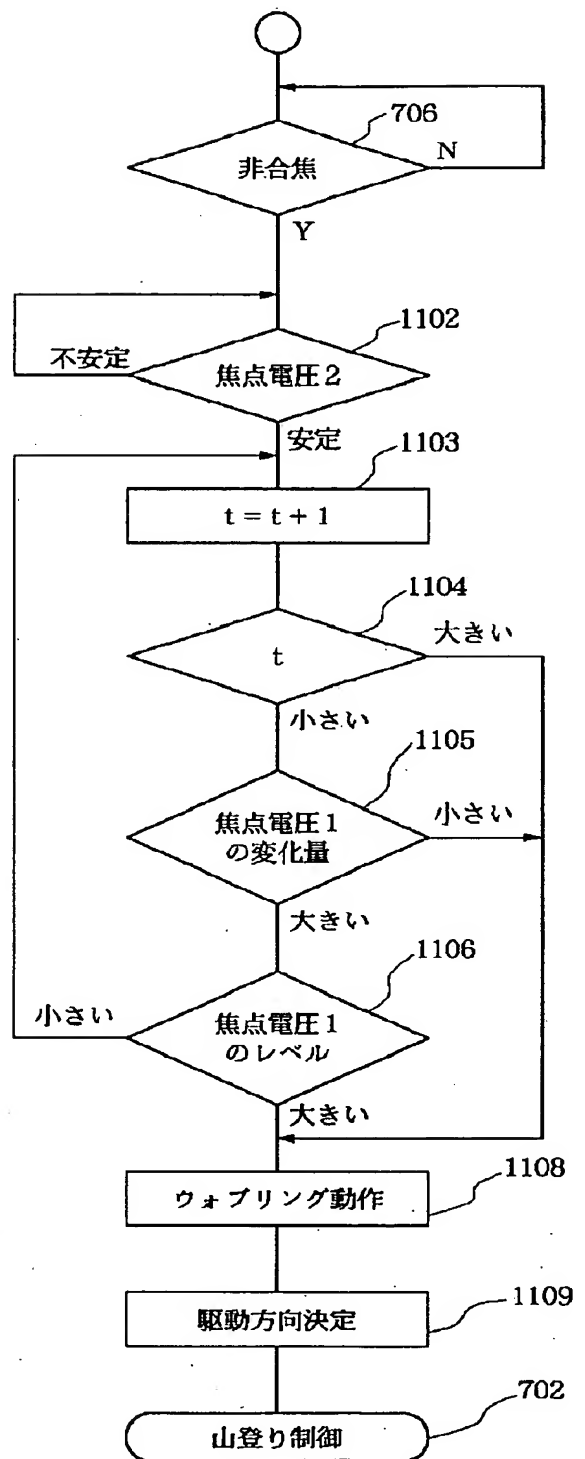 706
非合焦
N
Y
1102
不安定
焦点電圧2
安定
1103
t = t + 1
1104
大きい
t
小さい
1105
焦点電圧1
の変化量
小さい
大きい
1106
小さい
焦点電圧1
のレベル
大きい
1108
ウォブリング動作
1109
駆動方向決定
702
山登り制御